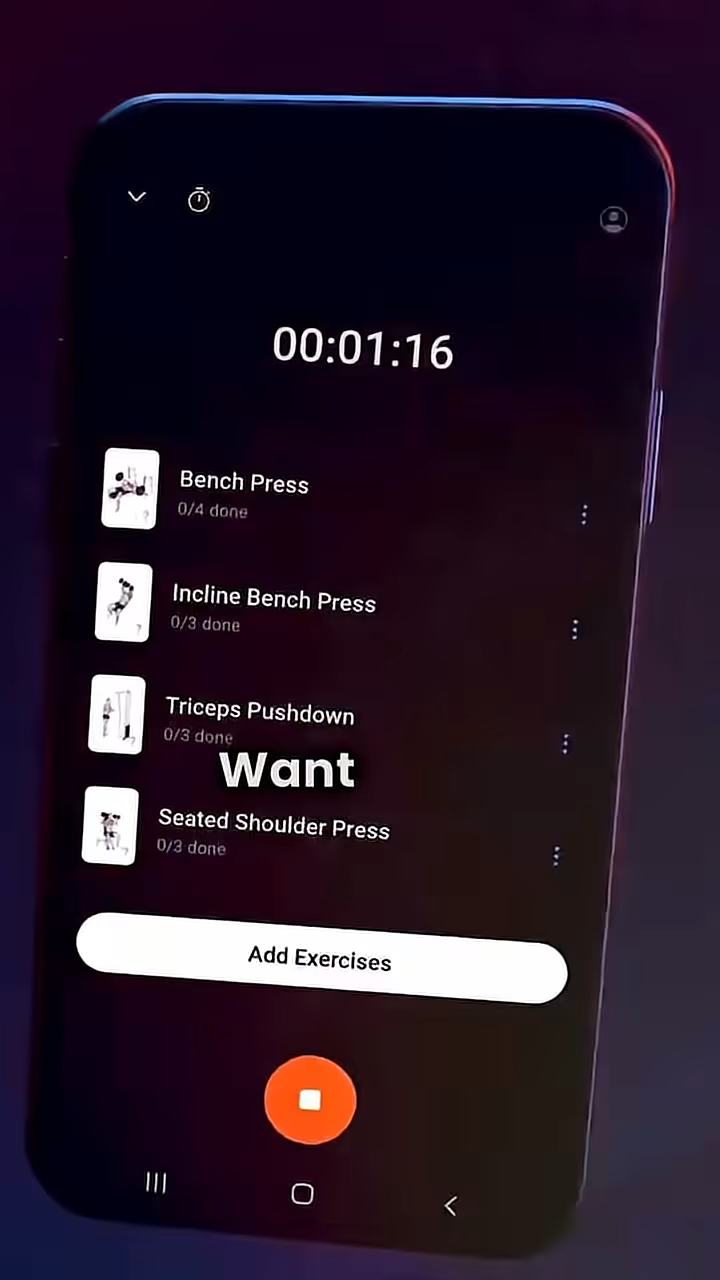 00:01:16
Bench Press
0/4 done
Incline Bench Press
0/3 done
Triceps Pushdown
0/3 done
Want
Seated Shoulder Press
0/3 done
Add Exercises